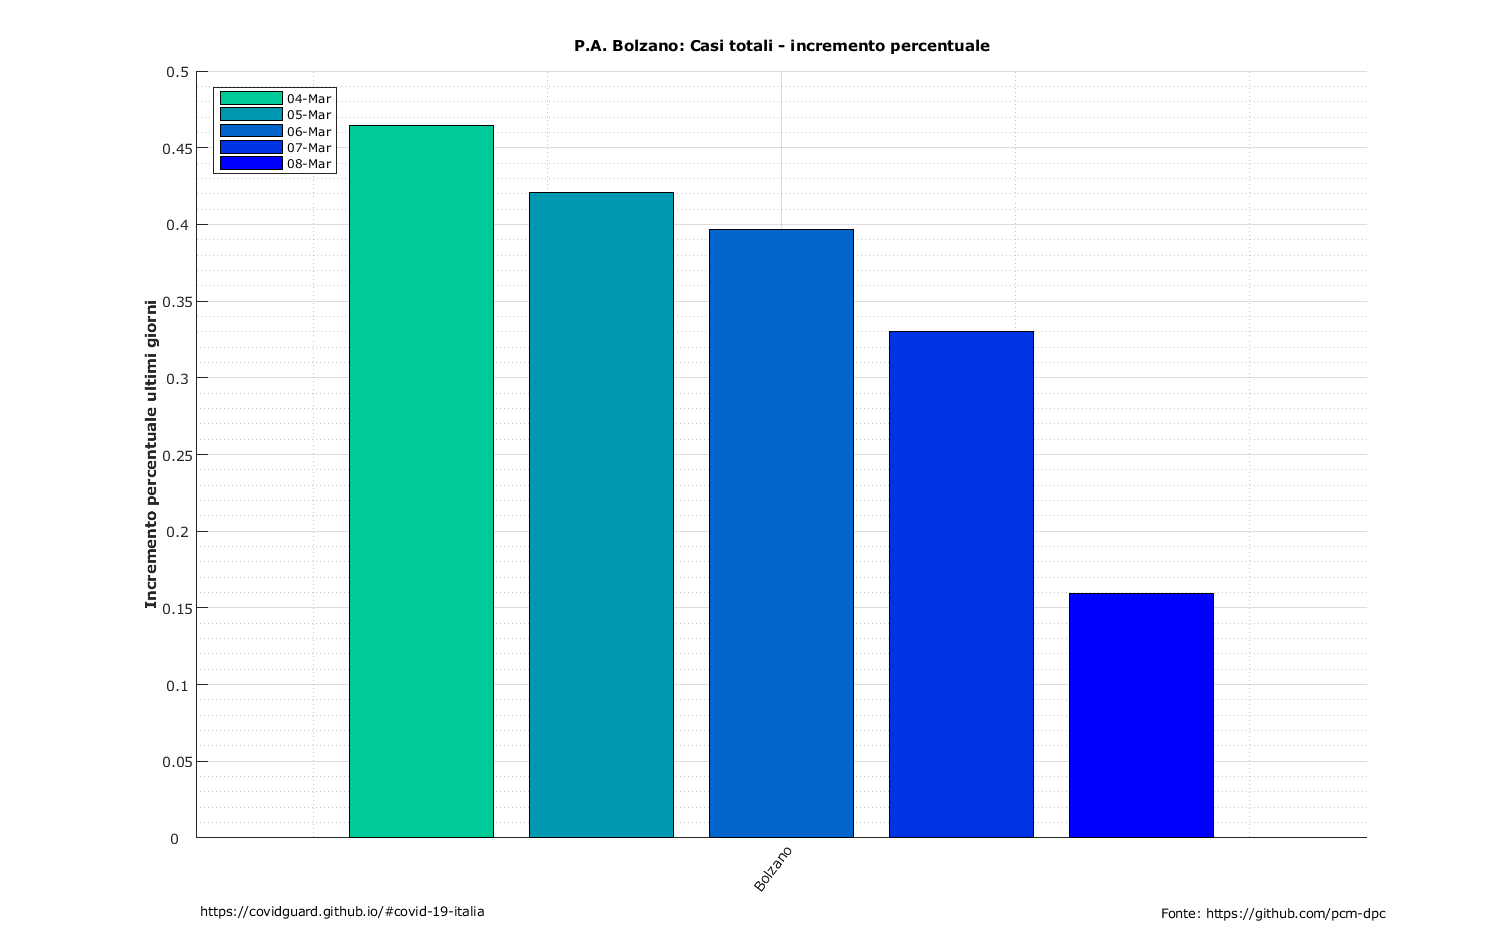 P.A. Bolzano: Casi totali - incremento percentuale
04-Mar
05-Mar
06-Mar
07-Mar
08-Mar
Incremento percentuale ultimi giorni
0.5
0.45
0.4
0.35
0.3
0.25
0.2
0.15
0.1
0.05
0
Bolzano
https://covidguard.github.io/#covid-19-italia
Fonte: https://github.com/pcm-dpc